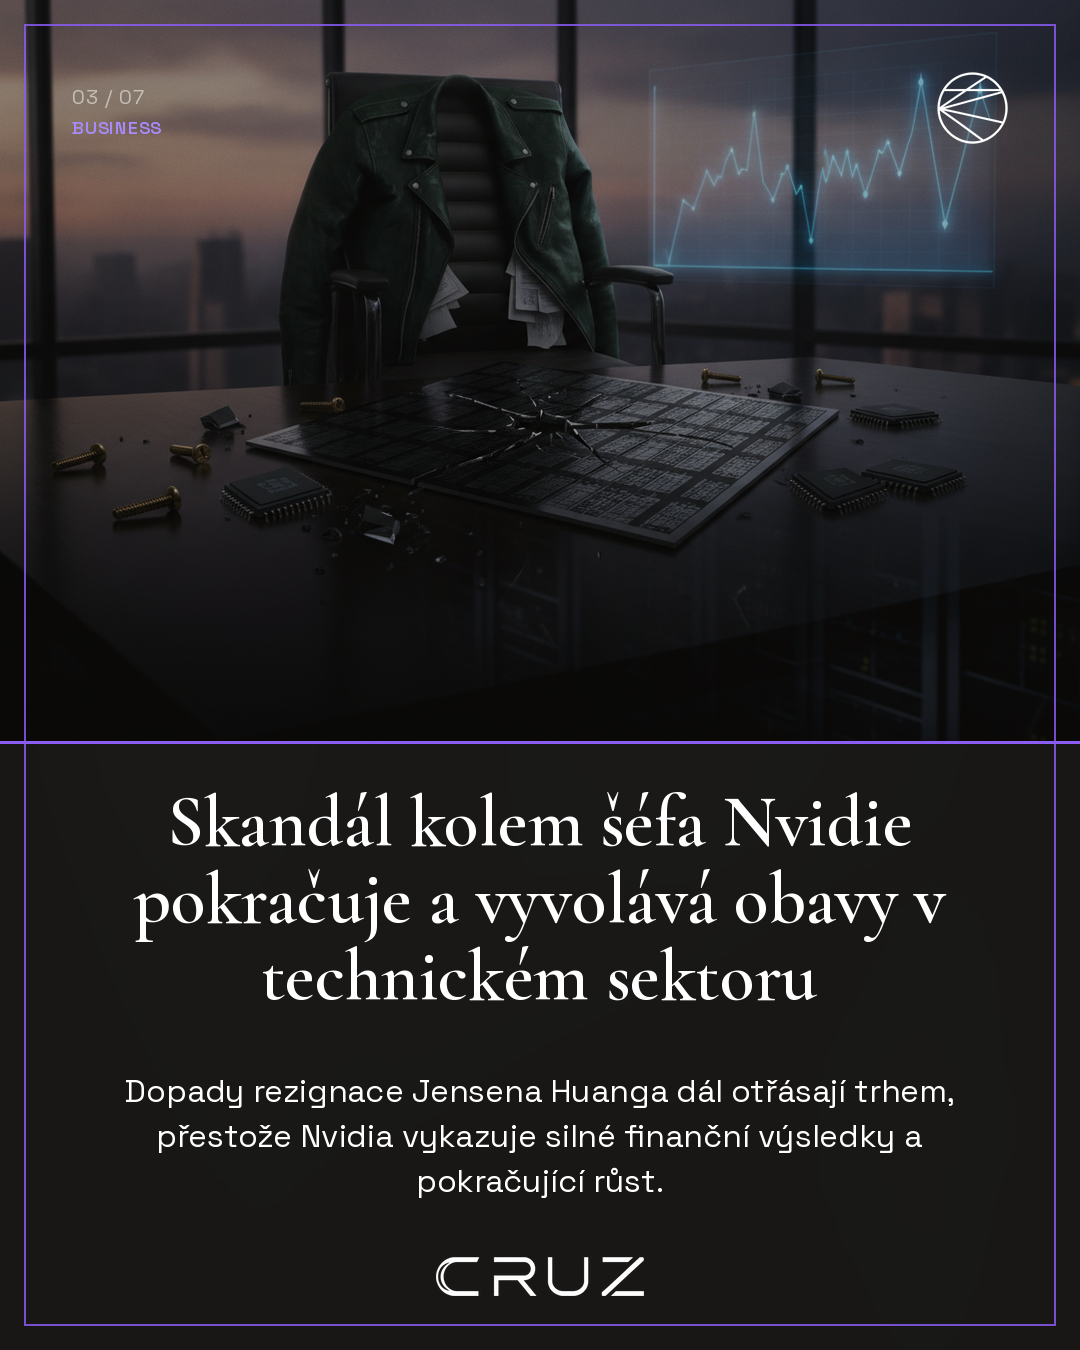 03 / 07
BUSINESS
Skandál kolem šéfa Nvidie
pokračuje a vyvolává obavy v
technickém sektoru
Dopady rezignace Jensena Huanga dál otřásají trhem,
přestože Nvidia vykazuje silné finanční výsledky a
pokračující růst.
CRUZ